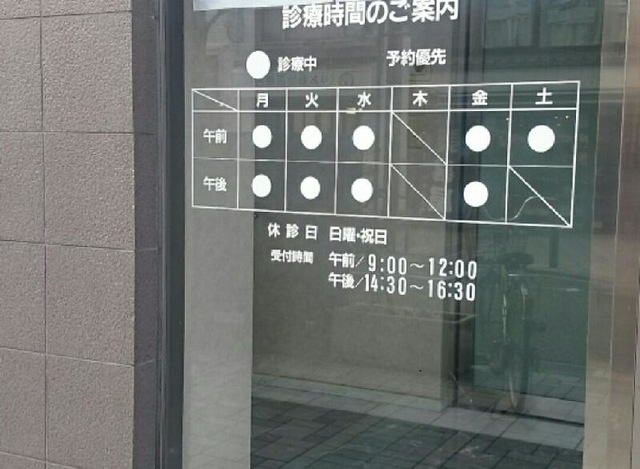 診療時間のご案内
● 診療中 予約優先
月 火 水 木 金 土
午前 ● ● ● ● ●
午後 ● ● ● ●
休診日 日曜・祝日
受付時間 午前/9:00〜12:00
午後/14:30〜16:30